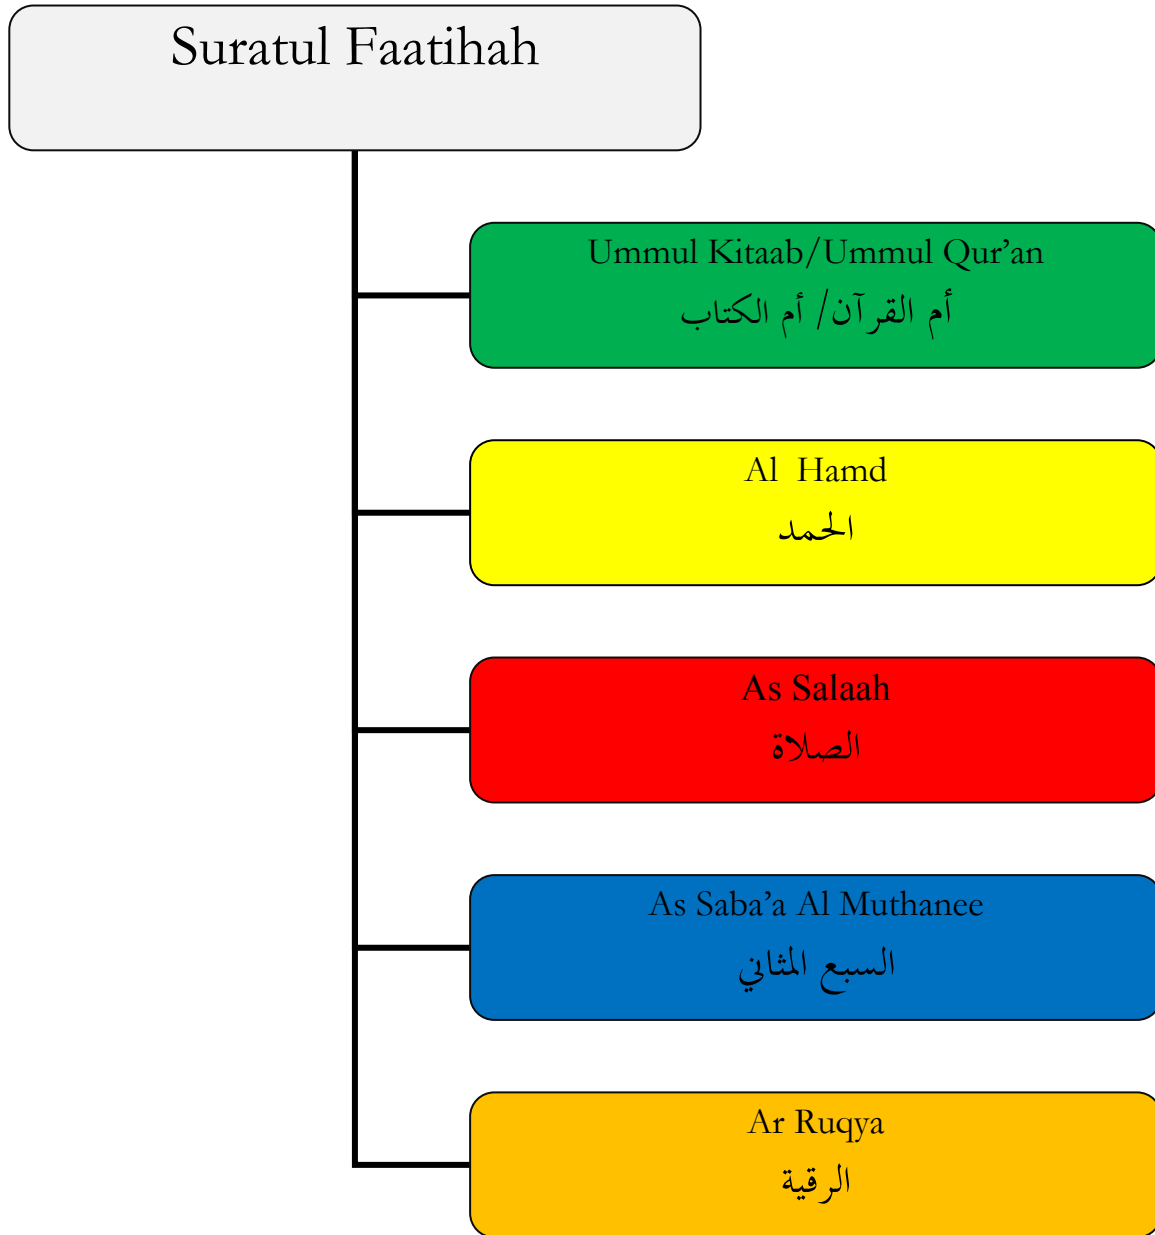 Suratul Faatihah
Ummul Kitaab/Ummul Qur’an
أم القرآن/ أم الكتاب
Al  Hamd
الحمد
As Salaah
الصلاة
As Saba’a Al Muthanee
السبع المثاني
Ar Ruqya
الرقية